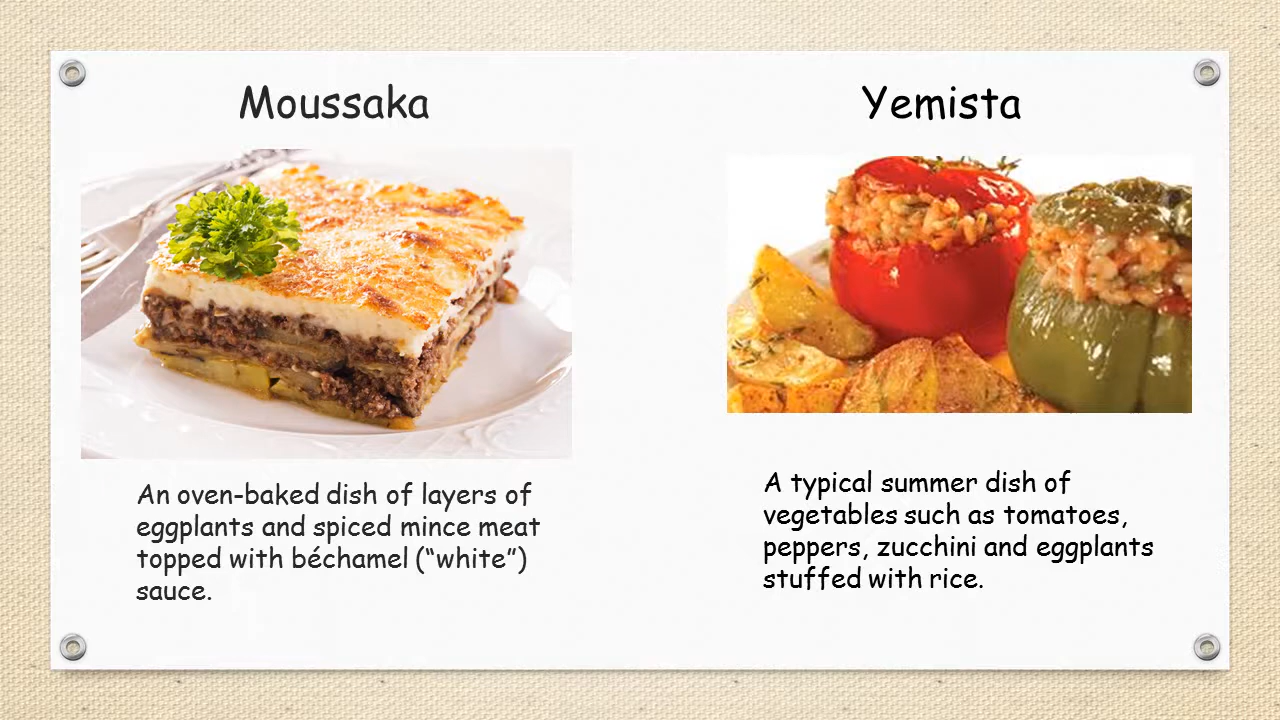 Moussaka
An oven-baked dish of layers of
eggplants and spiced mince meat
topped with béchamel (“white”)
sauce.
Yemista
A typical summer dish of
vegetables such as tomatoes,
peppers, zucchini and eggplants
stuffed with rice.